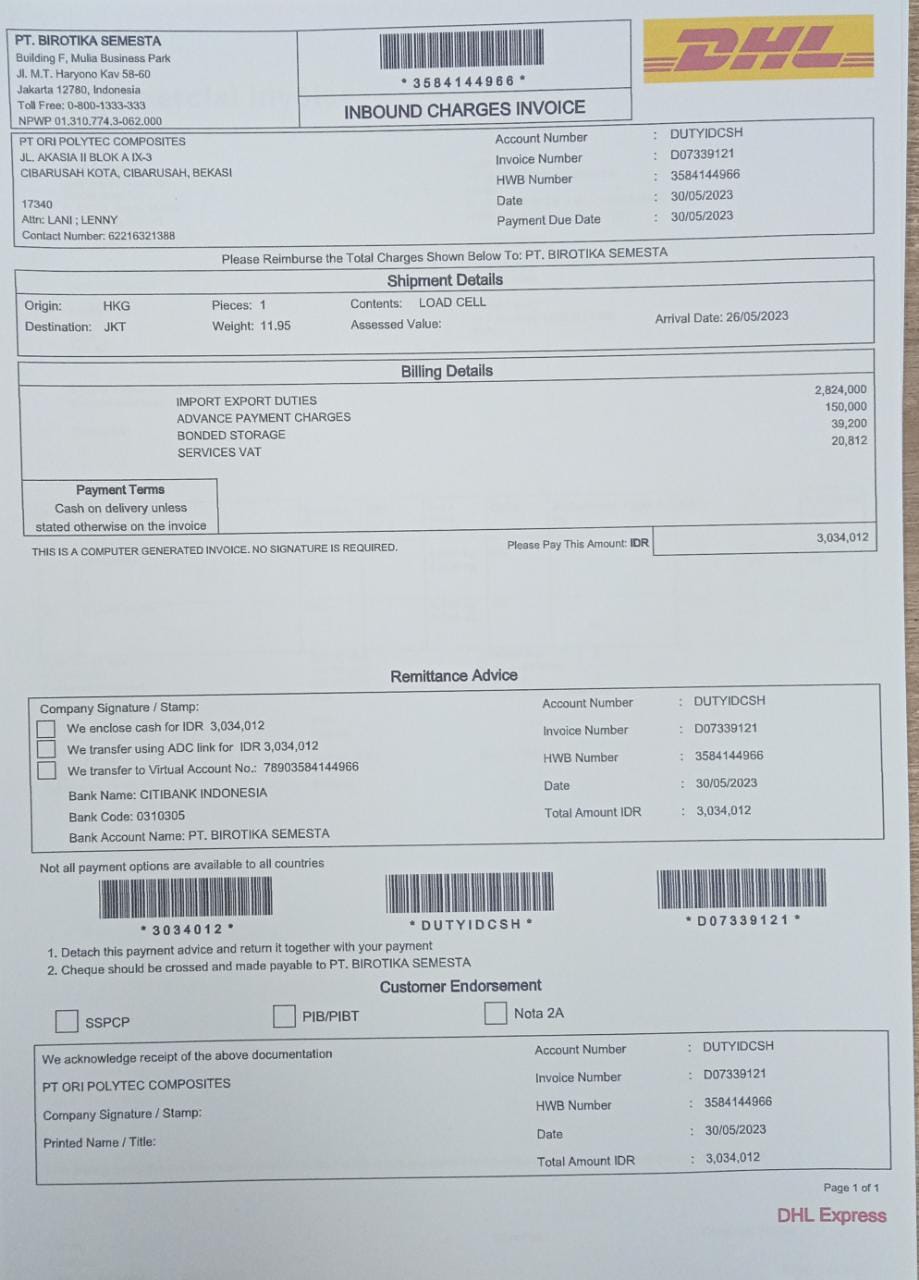 PT. BIROTIKA SEMESTA
Building F, Mulia Business Park
Jl. M.T. Haryono Kav 58-60
Jakarta 12780, Indonesia
Toll Free: 0-800-1333-333
NPWP 01.310.774.3-062.000
* 3584144966 *
INBOUND CHARGES INVOICE
DHL
PT ORI POLYTEC COMPOSITES
JL. AKASIA II BLOK A IX-3
CIBARUSAH KOTA, CIBARUSAH, BEKASI
17340
Attn: LANI ; LENNY
Contact Number: 62216321388
Account Number : DUTYIDCSH
Invoice Number : D07339121
HWB Number : 3584144966
Date : 30/05/2023
Payment Due Date : 30/05/2023
Please Reimburse the Total Charges Shown Below To: PT. BIROTIKA SEMESTA
Shipment Details
Origin: HKG Pieces: 1 Contents: LOAD CELL
Destination: JKT Weight: 11.95 Assessed Value: Arrival Date: 26/05/2023
Billing Details
IMPORT EXPORT DUTIES 2,824,000
ADVANCE PAYMENT CHARGES 150,000
BONDED STORAGE 39,200
SERVICES VAT 20,812
Payment Terms
Cash on delivery unless
stated otherwise on the invoice
THIS IS A COMPUTER GENERATED INVOICE. NO SIGNATURE IS REQUIRED. Please Pay This Amount: IDR 3,034,012
Remittance Advice
Company Signature / Stamp:
We enclose cash for IDR 3,034,012
We transfer using ADC link for IDR 3,034,012
We transfer to Virtual Account No.: 78903584144966
Bank Name: CITIBANK INDONESIA
Bank Code: 0310305
Bank Account Name: PT. BIROTIKA SEMESTA
Account Number : DUTYIDCSH
Invoice Number : D07339121
HWB Number : 3584144966
Date : 30/05/2023
Total Amount IDR : 3,034,012
Not all payment options are available to all countries
* 3034012 * * DUTYIDCSH * * D07339121 *
1. Detach this payment advice and return it together with your payment
2. Cheque should be crossed and made payable to PT. BIROTIKA SEMESTA
Customer Endorsement
SSPCP PIB/PIBT Nota 2A
We acknowledge receipt of the above documentation
PT ORI POLYTEC COMPOSITES
Company Signature / Stamp:
Printed Name / Title:
Account Number : DUTYIDCSH
Invoice Number : D07339121
HWB Number : 3584144966
Date : 30/05/2023
Total Amount IDR : 3,034,012
Page 1 of 1
DHL Express